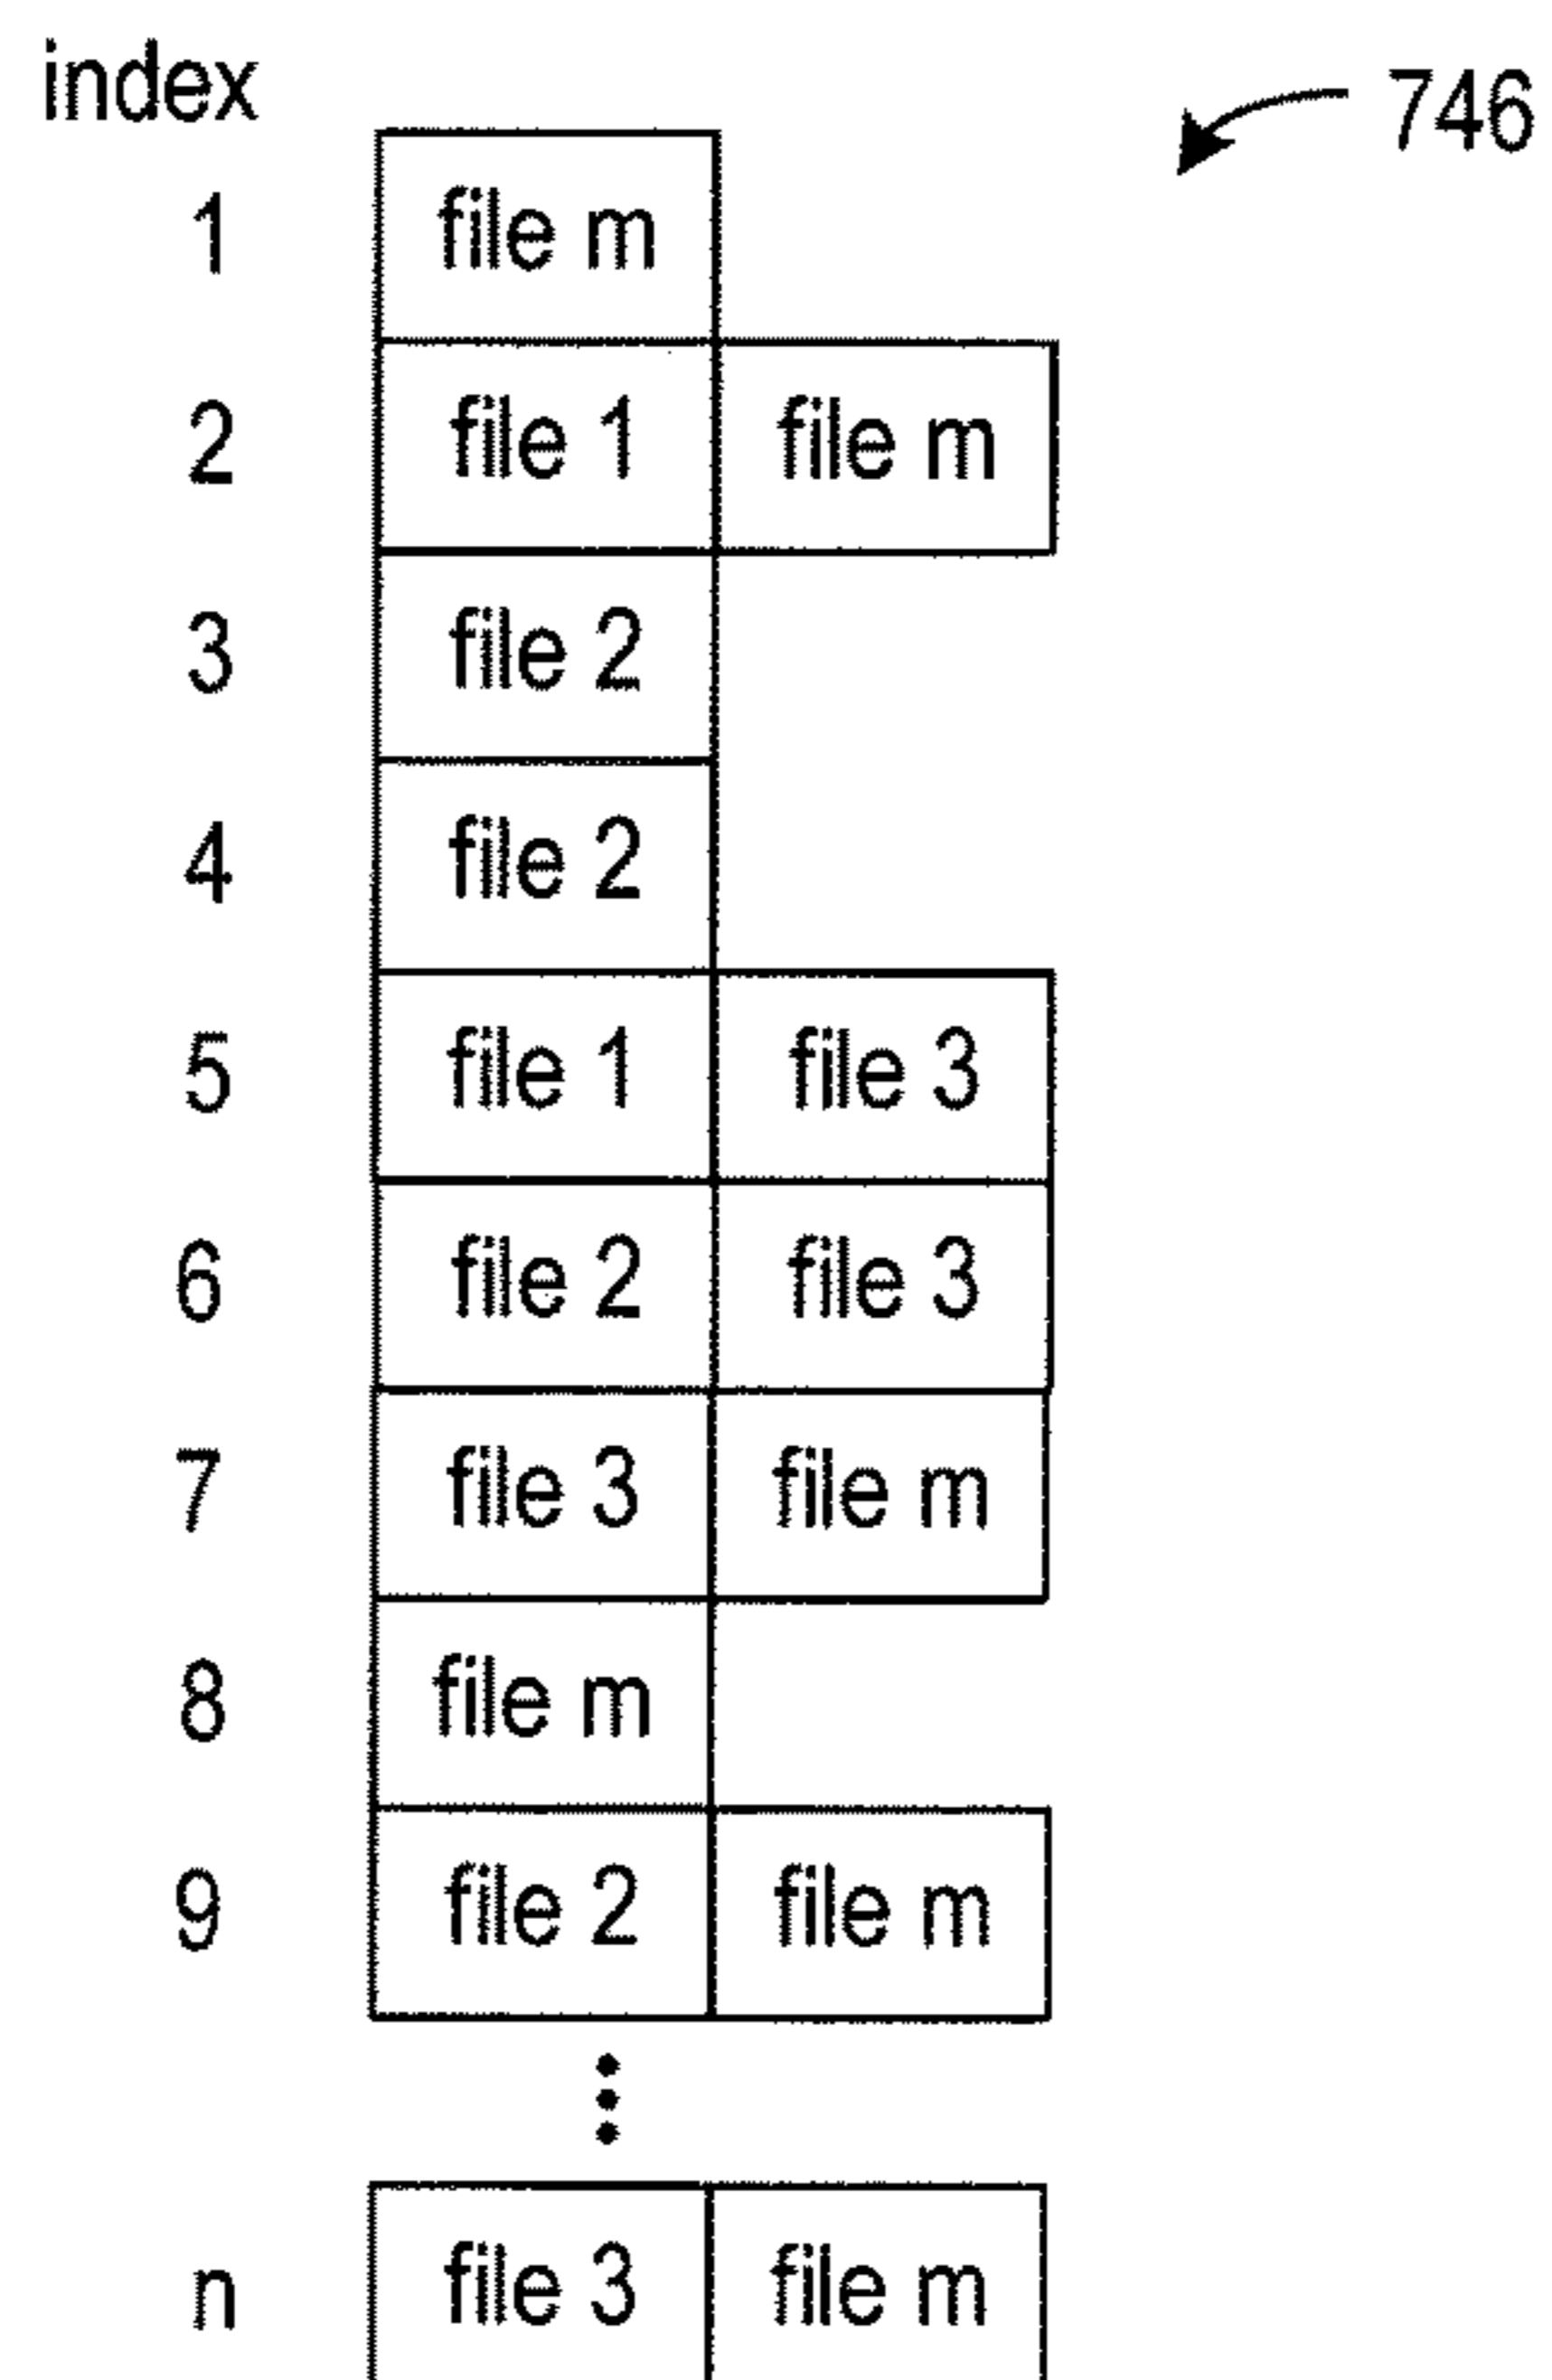 index
746
1 file m
2 file 1 file m
3 file 2
4 file 2
5 file 1 file 3
6 file 2 file 3
7 file 3 file m
8 file m
9 file 2 file m
n file 3 file m